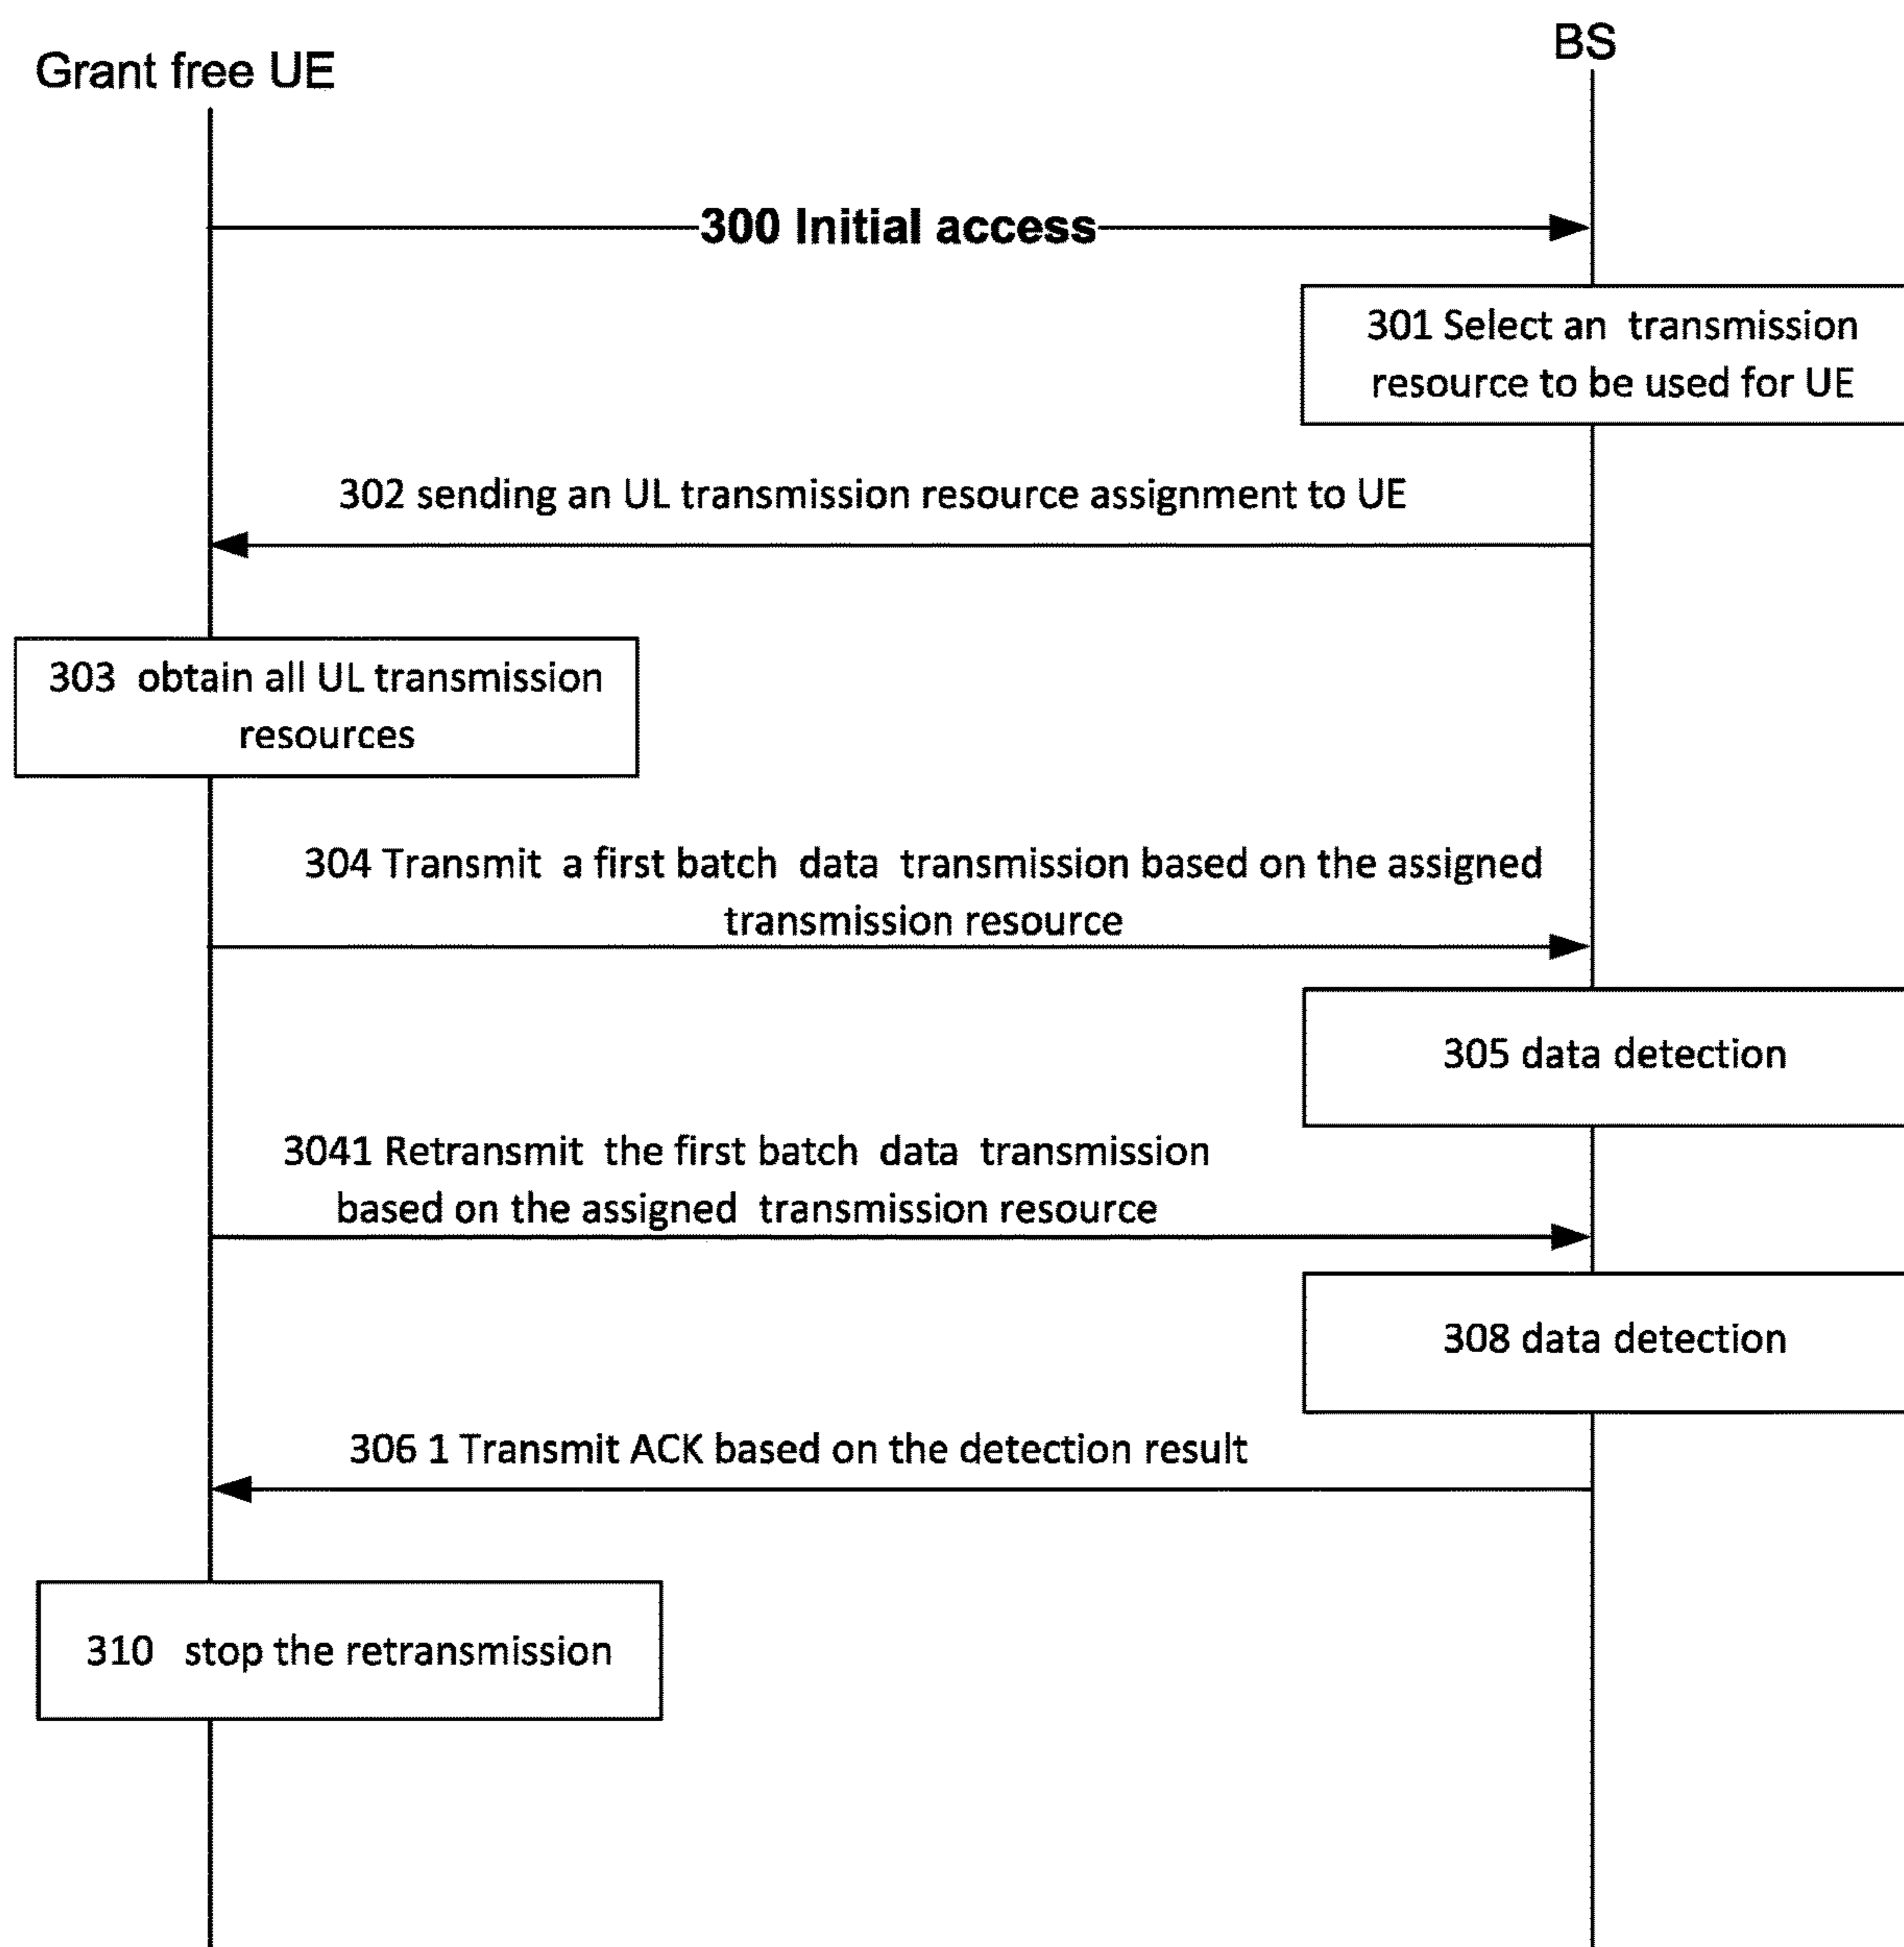 Grant free UE
BS
300 Initial access
301 Select an transmission
resource to be used for UE
302 sending an UL transmission resource assignment to UE
303 obtain all UL transmission
resources
304 Transmit a first batch data transmission based on the assigned
transmission resource
305 data detection
3041 Retransmit the first batch data transmission
based on the assigned transmission resource
308 data detection
306 1 Transmit ACK based on the detection result
310 stop the retransmission